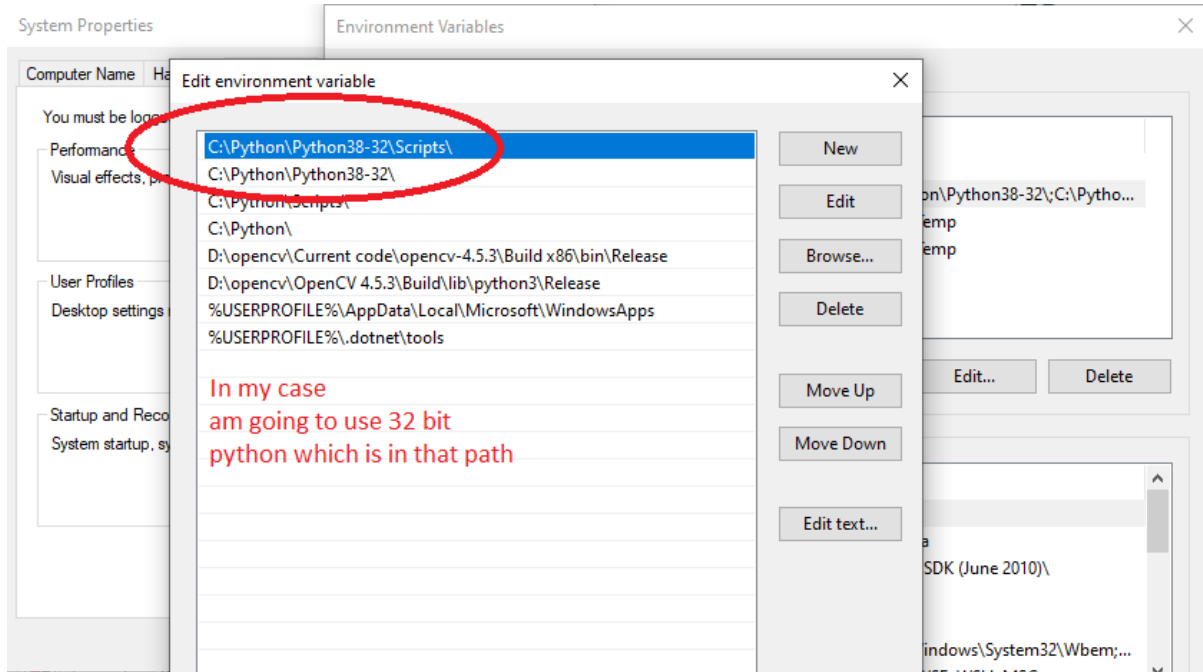 System Properties
Environment Variables
Computer Name
Edit environment variable
You must be
Performance
Visual effects,
User Profiles
Desktop settings
Startup and
System startup,
C:\Python\Python38-32\Scripts\
C:\Python\Python38-32\
C:\Python\Scripts\
C:\Python\
D:\opencv\Current code\opencv-4.5.3\Build x86\bin\Release
D:\opencv\OpenCV 4.5.3\Build\lib\python3\Release
%USERPROFILE%\AppData\Local\Microsoft\WindowsApps
%USERPROFILE%\.dotnet\tools
In my case
am going to use 32 bit
python which is in that path
New
Edit
Browse...
Delete
Move Up
Move Down
Edit text...
on\Python38-32\;C:\Pytho...
emp
emp
Edit...
Delete
a
SDK (June 2010)\
indows\System32\Wbem;...